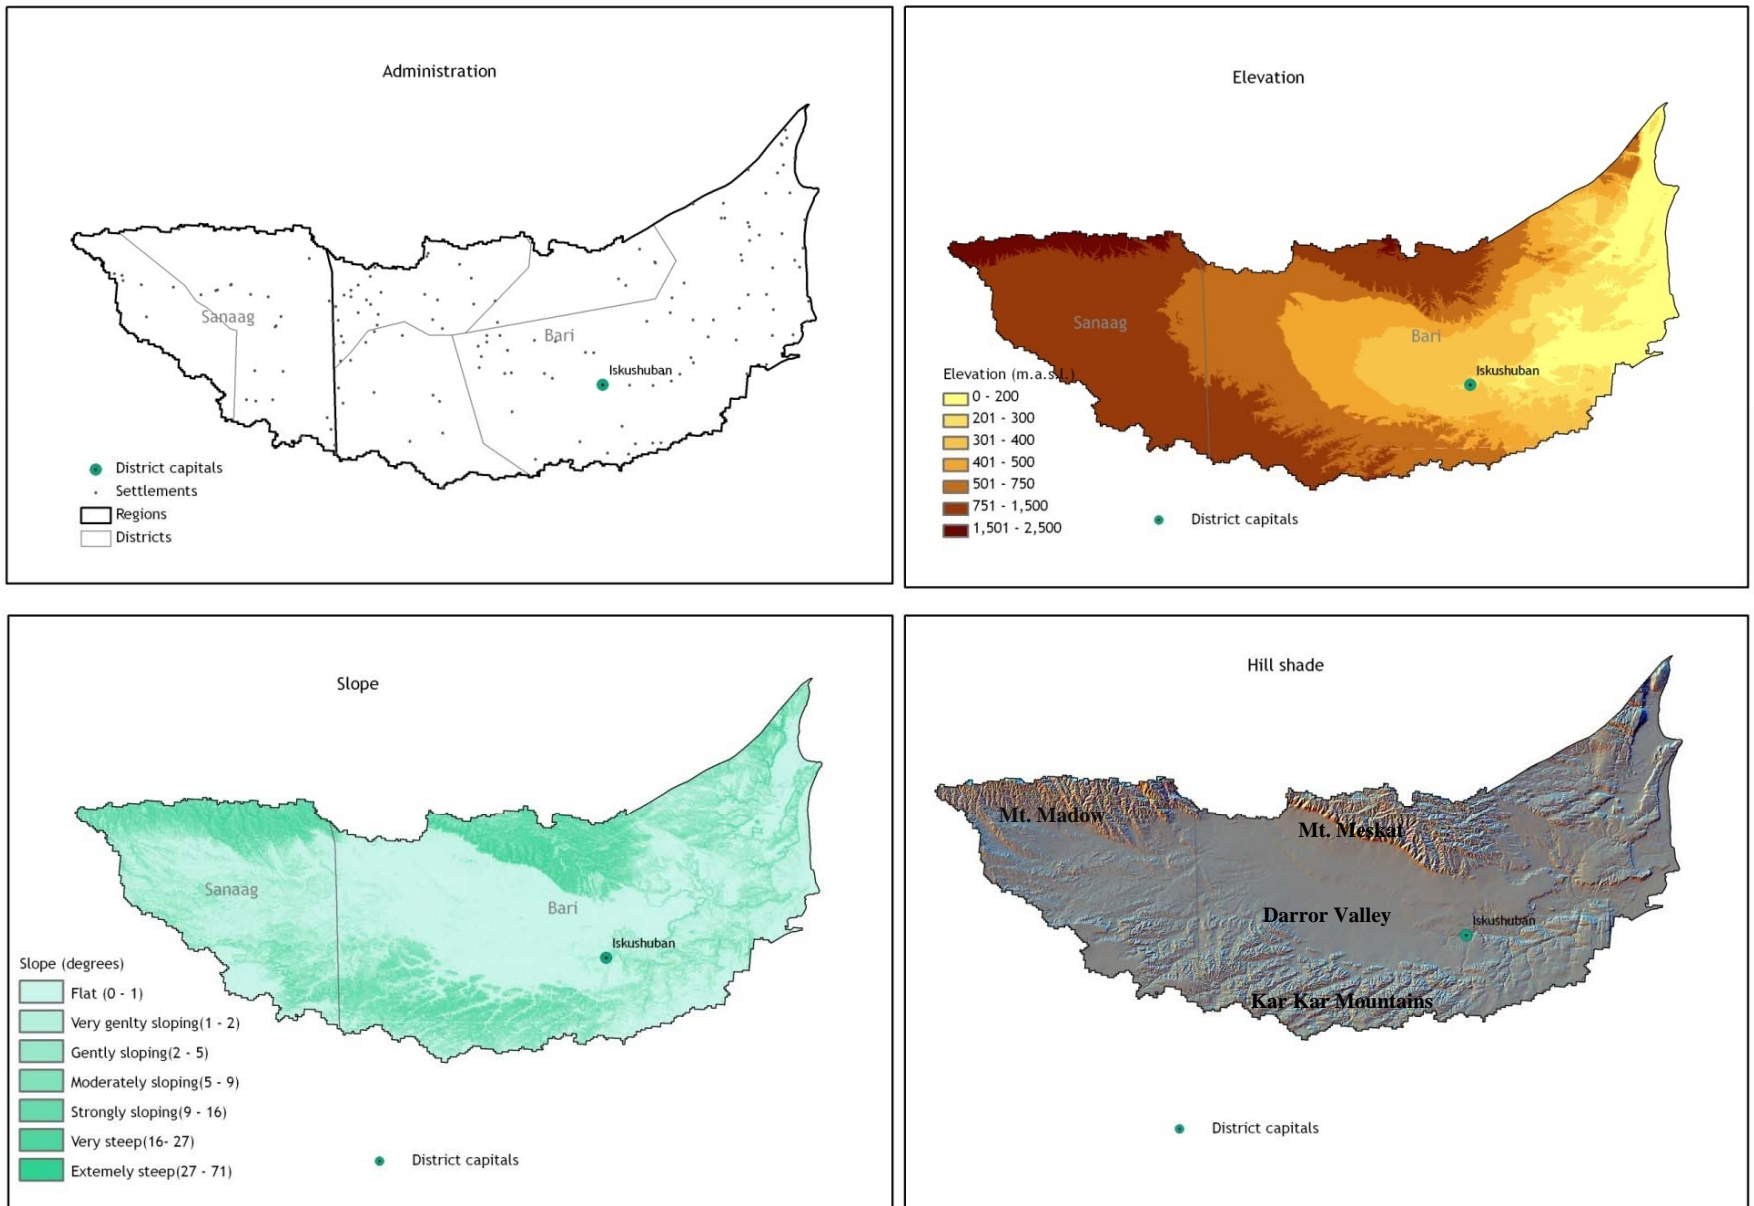 Administration
Sanaag
Bari
Iskushuban
District capitals
Settlements
Regions
Districts
Elevation
Sanaag
Bari
Iskushuban
Elevation (m.a.s.l.)
0 - 200
201 - 300
301 - 400
401 - 500
501 - 750
751 - 1,500
1,501 - 2,500
District capitals
Slope
Sanaag
Bari
Iskushuban
Slope (degrees)
Flat (0 - 1)
Very genlty sloping(1 - 2)
Gently sloping(2 - 5)
Moderately sloping(5 - 9)
Strongly sloping(9 - 16)
Very steep(16- 27)
Extemely steep(27 - 71)
District capitals
Hill shade
Mt. Madow
Mt. Meskat
Darror Valley
Iskushuban
Kar Kar Mountains
District capitals